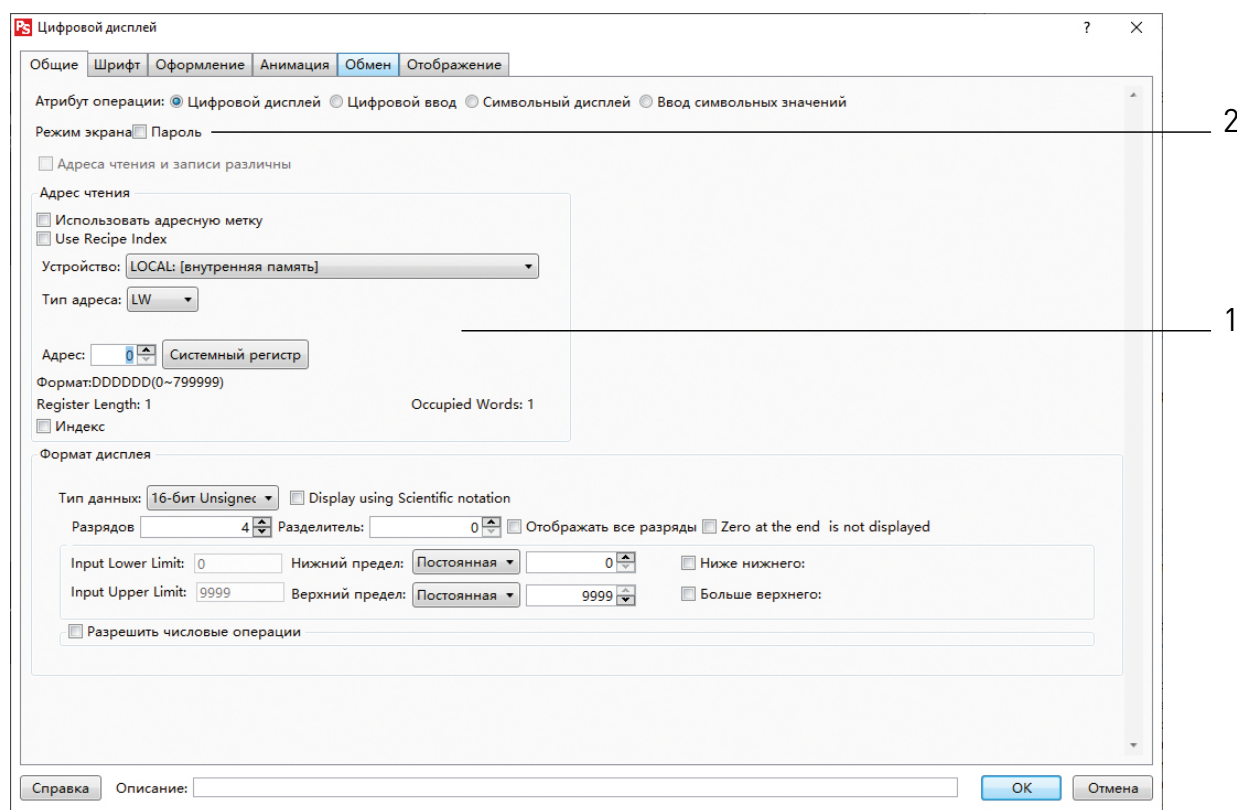 PS Цифровой дисплей ?
Общие Шрифт Оформление Анимация Обмен Отображение
Атрибут операции: Цифровой дисплей Цифровой ввод Символьный дисплей Ввод символьных значений
2
Режим экрана Пароль
Адреса чтения и записи различны
Адрес чтения
Использовать адресную метку
Use Recipe Index
Устройство: LOCAL: [внутренняя память]
Тип адреса: LW
1
Адрес: 0 Системный регистр
Формат:DDDDDD(0~799999)
Register Length: 1 Occupied Words: 1
Индекс
Формат дисплея
Тип данных: 16-бит Unsignec Display using Scientific notation
Разрядов 4 Разделитель: 0 Отображать все разряды Zero at the end is not displayed
Input Lower Limit: 0 Нижний предел: Постоянная 0 Ниже нижнего:
Input Upper Limit: 9999 Верхний предел: Постоянная 9999 Больше верхнего:
Разрешить числовые операции
Справка Описание: OK Отмена